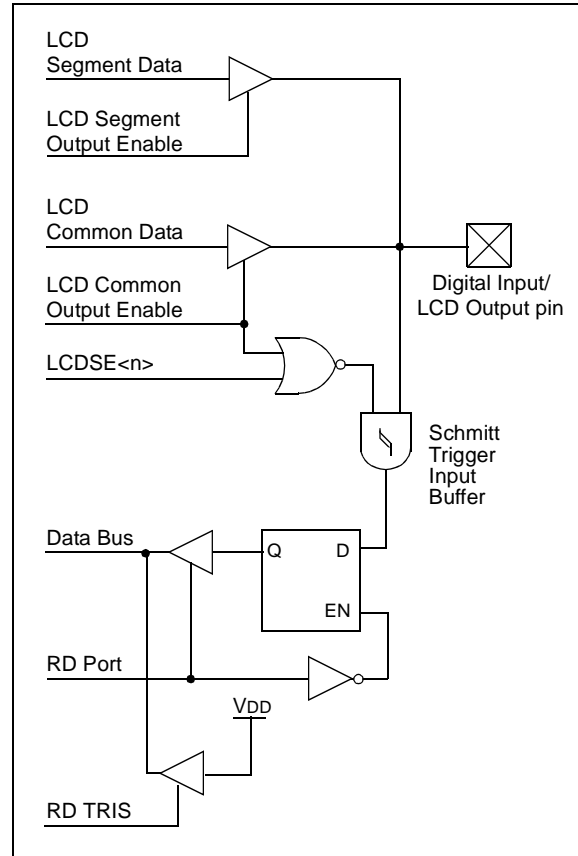 LCD
Segment Data
LCD Segment
Output Enable
LCD
Common Data
LCD Common
Output Enable
Digital Input/
LCD Output pin
LCDSE<n>
Schmitt
Trigger
Input
Buffer
Data Bus
Q
D
EN
RD Port
VDD
RD TRIS